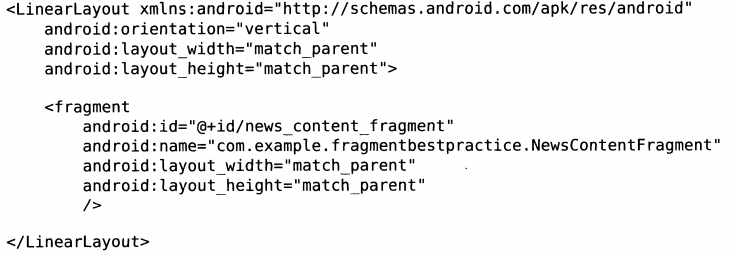 <LinearLayout xmlns:android="http://schemas.android.com/apk/res/android"
    android:orientation="vertical"
    android:layout_width="match_parent"
    android:layout_height="match_parent">

    <fragment
        android:id="@+id/news_content_fragment"
        android:name="com.example.fragmentbestpractice.NewsContentFragment"
        android:layout_width="match_parent"
        android:layout_height="match_parent"
        />

</LinearLayout>